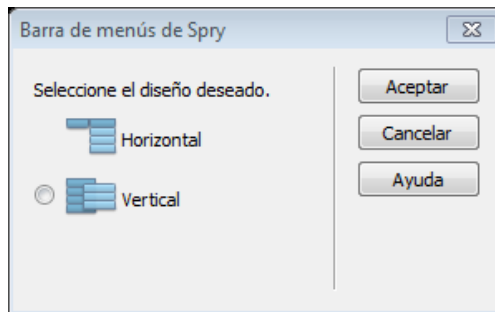 Barra de menús de Spry
Seleccione el diseño deseado.
Horizontal
Vertical
Aceptar
Cancelar
Ayuda